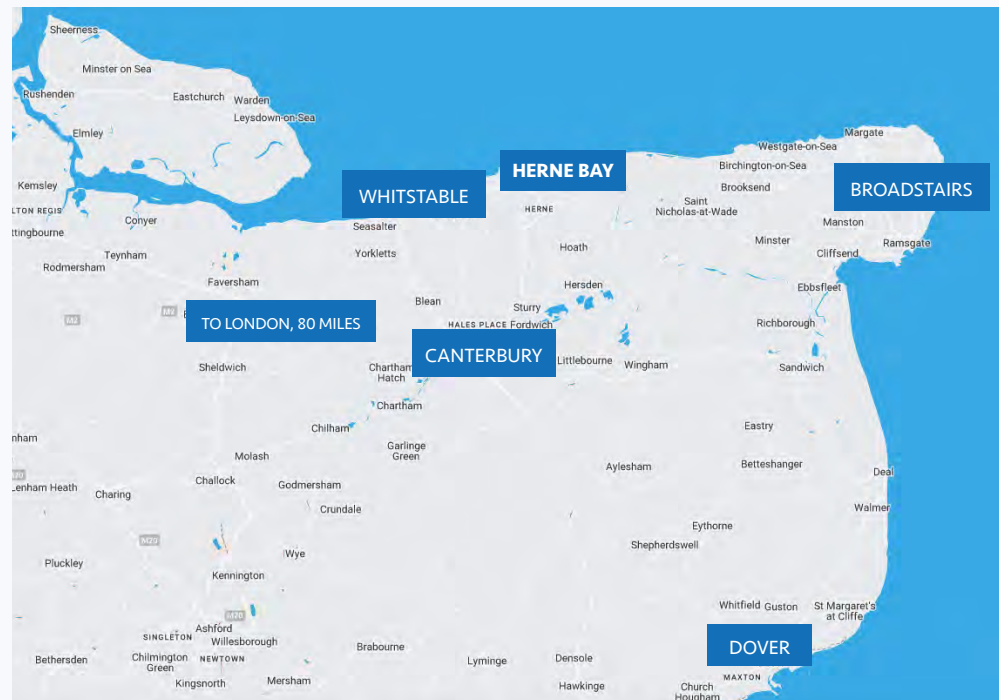 Sheerness
Minster on Sea
Rushenden
Eastchurch
Warden
Leysdown-on-Sea
Elmley
Margate
Westgate-on-Sea
HERNE BAY
Birchington-on-Sea
Kemsley
WHITSTABLE
Brooksend
BROADSTAIRS
LTON REGIS
Conyer
HERNE
Saint
Nicholas-at-Wade
Manston
ttingbourne
Seasalter
Teynham
Yorkletts
Hoath
Minster
Cliffsend
Ramsgate
Rodmersham
Faversham
Hersden
Ebbsfleet
Blean
Sturry
M2
TO LONDON, 80 MILES
HALES PLACE
Fordwich
Richborough
CANTERBURY
Sheldwich
Chartham
Hatch
Littlebourne
Wingham
Sandwich
Chartham
Chilham
Eastry
nham
Garlinge
Green
Molash
Aylesham
Betteshanger
Deal
M20
Lenham Heath
Charing
Challock
Godmersham
Crundale
Walmer
Eythorne
M20
Shepherdswell
Wye
Pluckley
Kennington
Whitfield
Guston
St Margaret's
at Cliffe
M20
Ashford
SINGLETON
Willesborough
Brabourne
DOVER
Bethersden
Chilmington
Green
NEWTOWN
Lyminge
Densole
MAXTON
Kingsnorth
Mersham
Hawkinge
Church
Hougham